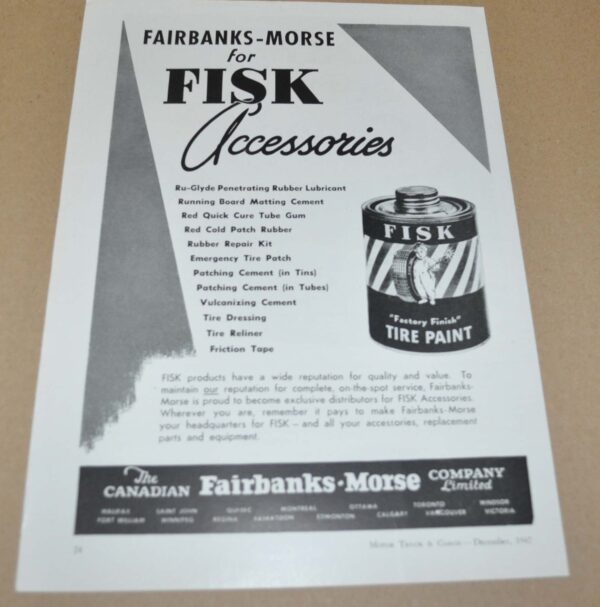 FAIRBANKS-MORSE
for
FISK
Accessories
Ru-Glyde Penetrating Rubber Lubricant
Running Board Matting Cement
Red Quick Cure Tube Gum
Red Cold Patch Rubber
Rubber Repair Kit
Emergency Tire Patch
Patching Cement (in Tins)
Patching Cement (in Tubes)
Vulcanizing Cement
Tire Dressing
Tire Reliner
Friction Tape
FISK
"Factory Finish"
TIRE PAINT
FISK products have a wide reputation for quality and value. To
maintain our reputation for complete, on-the-spot service, Fairbanks-
Morse is proud to become exclusive distributors for FISK Accessories.
Wherever you are, remember it pays to make Fairbanks-Morse
your headquarters for FISK – and all your accessories, replacement
parts and equipment.
The CANADIAN Fairbanks-Morse COMPANY Limited
HALIFAX SAINT JOHN QUEBEC MONTREAL OTTAWA TORONTO WINDSOR
FORT WILLIAM WINNIPEG REGINA SASKATOON EDMONTON CALGARY VANCOUVER VICTORIA
Motor Trade & Garage—December, 1947